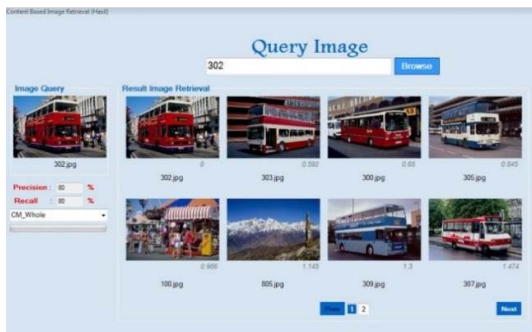 Content Based Image Retrieval (Hasil)
Query Image
302
Browse
Image Query
Result Image Retrieval
302.jpg
0
0.592
0.65
0.845
302.jpg
303.jpg
300.jpg
305.jpg
Precision : 80 %
Recall : 80 %
CM_Whole
0.986
1.145
1.3
1.474
100.jpg
805.jpg
309.jpg
307.jpg
1
2
Next